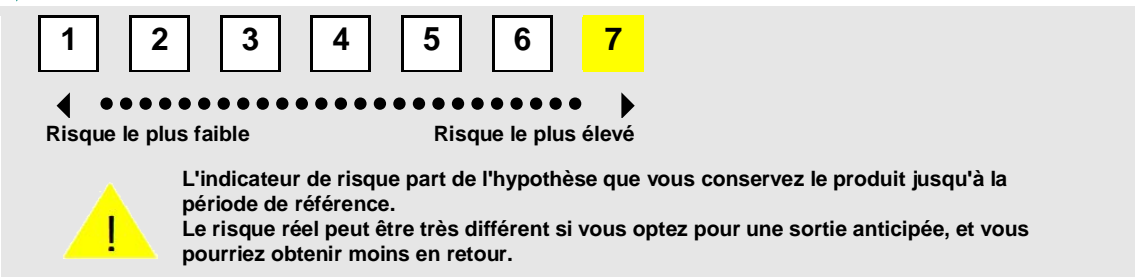 1 2 3 4 5 6 7
Risque le plus faible Risque le plus élevé
L'indicateur de risque part de l'hypothèse que vous conservez le produit jusqu'à la
période de référence.
Le risque réel peut être très différent si vous optez pour une sortie anticipée, et vous
pourriez obtenir moins en retour.
!